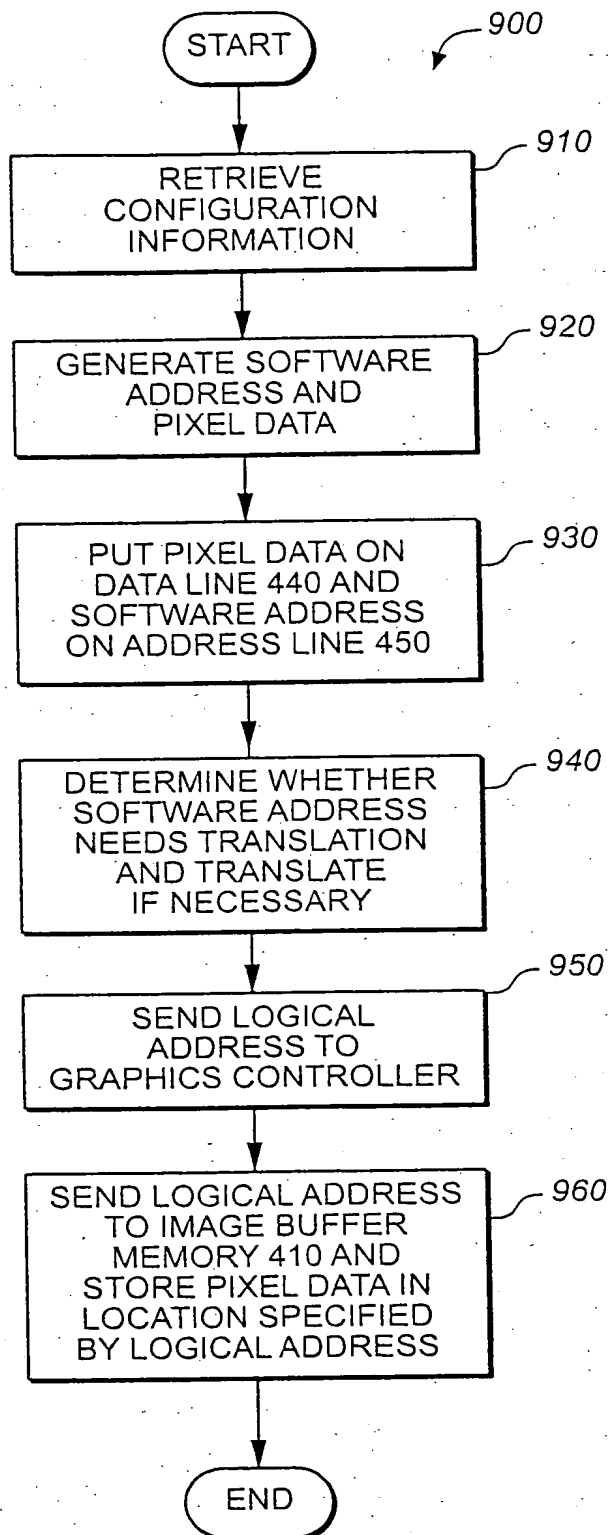 START
900
910
RETRIEVE
CONFIGURATION
INFORMATION
920
GENERATE SOFTWARE
ADDRESS AND
PIXEL DATA
930
PUT PIXEL DATA ON
DATA LINE 440 AND
SOFTWARE ADDRESS
ON ADDRESS LINE 450
940
DETERMINE WHETHER
SOFTWARE ADDRESS
NEEDS TRANSLATION
AND TRANSLATE
IF NECESSARY
950
SEND LOGICAL
ADDRESS TO
GRAPHICS CONTROLLER
960
SEND LOGICAL ADDRESS
TO IMAGE BUFFER
MEMORY 410 AND
STORE PIXEL DATA IN
LOCATION SPECIFIED
BY LOGICAL ADDRESS
END